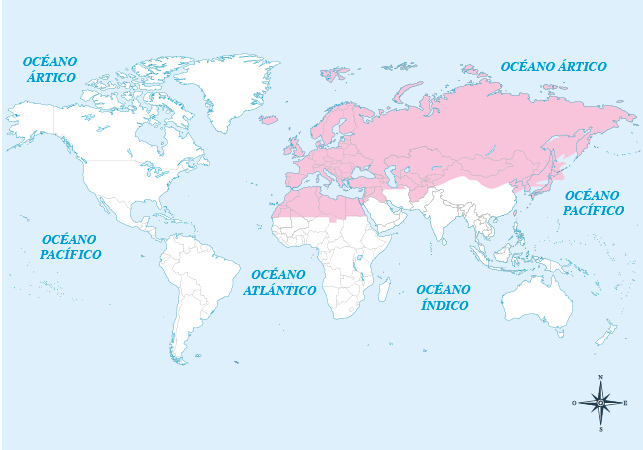 OCÉANO
ÁRTICO
OCÉANO ÁRTICO
OCÉANO
PACÍFICO
OCÉANO
PACÍFICO
OCÉANO
ATLÁNTICO
OCÉANO
ÍNDICO
N
O E
S